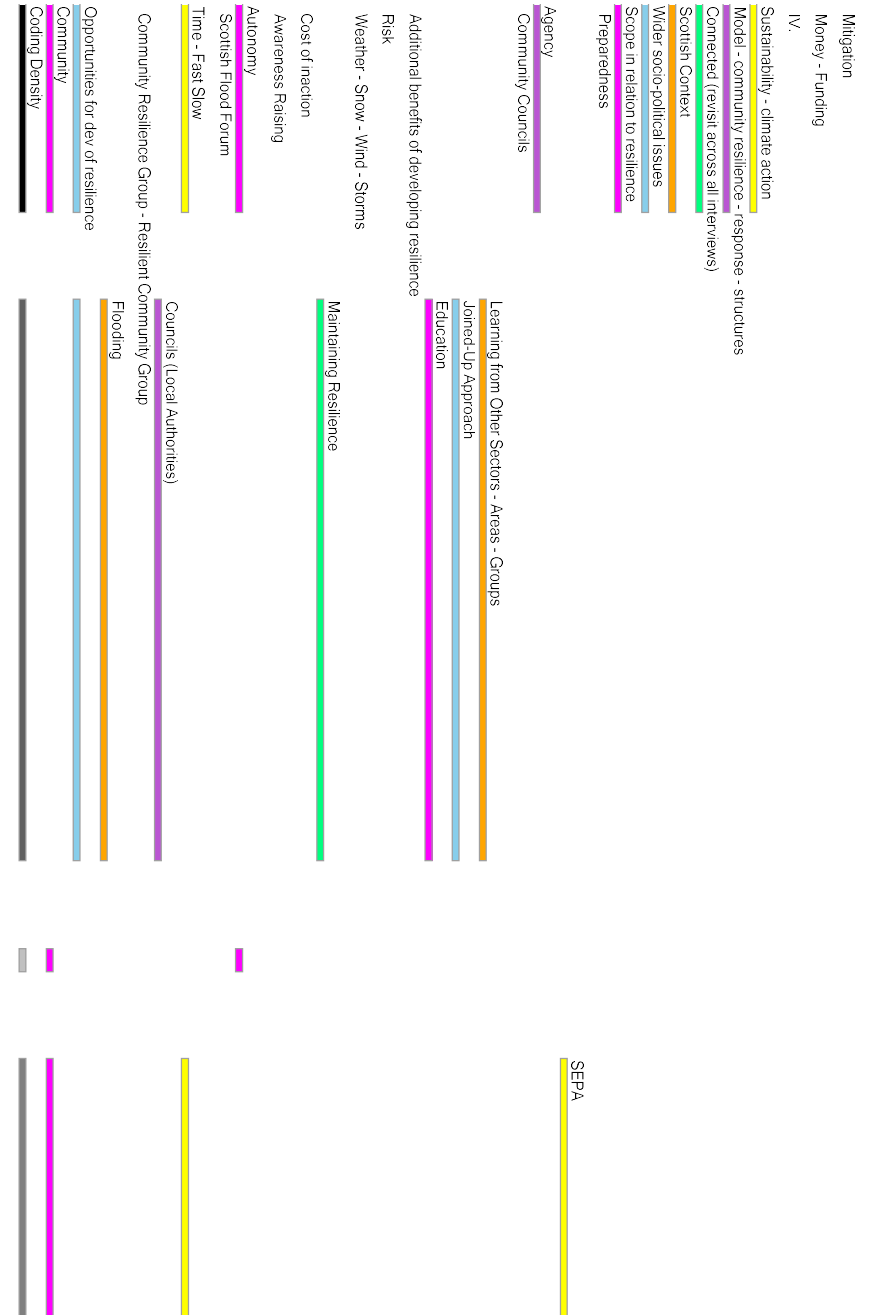 Mitigation
Money - Funding
IV.
Sustainability - climate action
Model - community resilience - response - structures
Connected (revisit across all interviews)
Scottish Context
Wider socio-political issues
Scope in relation to resilience
Preparedness
SEPA
Agency
Community Councils
Learning from Other Sectors - Areas - Groups
Joined-Up Approach
Education
Additional benefits of developing resilience
Risk
Weather - Snow - Wind - Storms
Maintaining Resilience
Cost of inaction
Awareness Raising
Autonomy
Scottish Flood Forum
Time - Fast Slow
Councils (Local Authorities)
Community Resilience Group - Resilient Community Group
Flooding
Opportunities for dev of resilience
Community
Coding Density